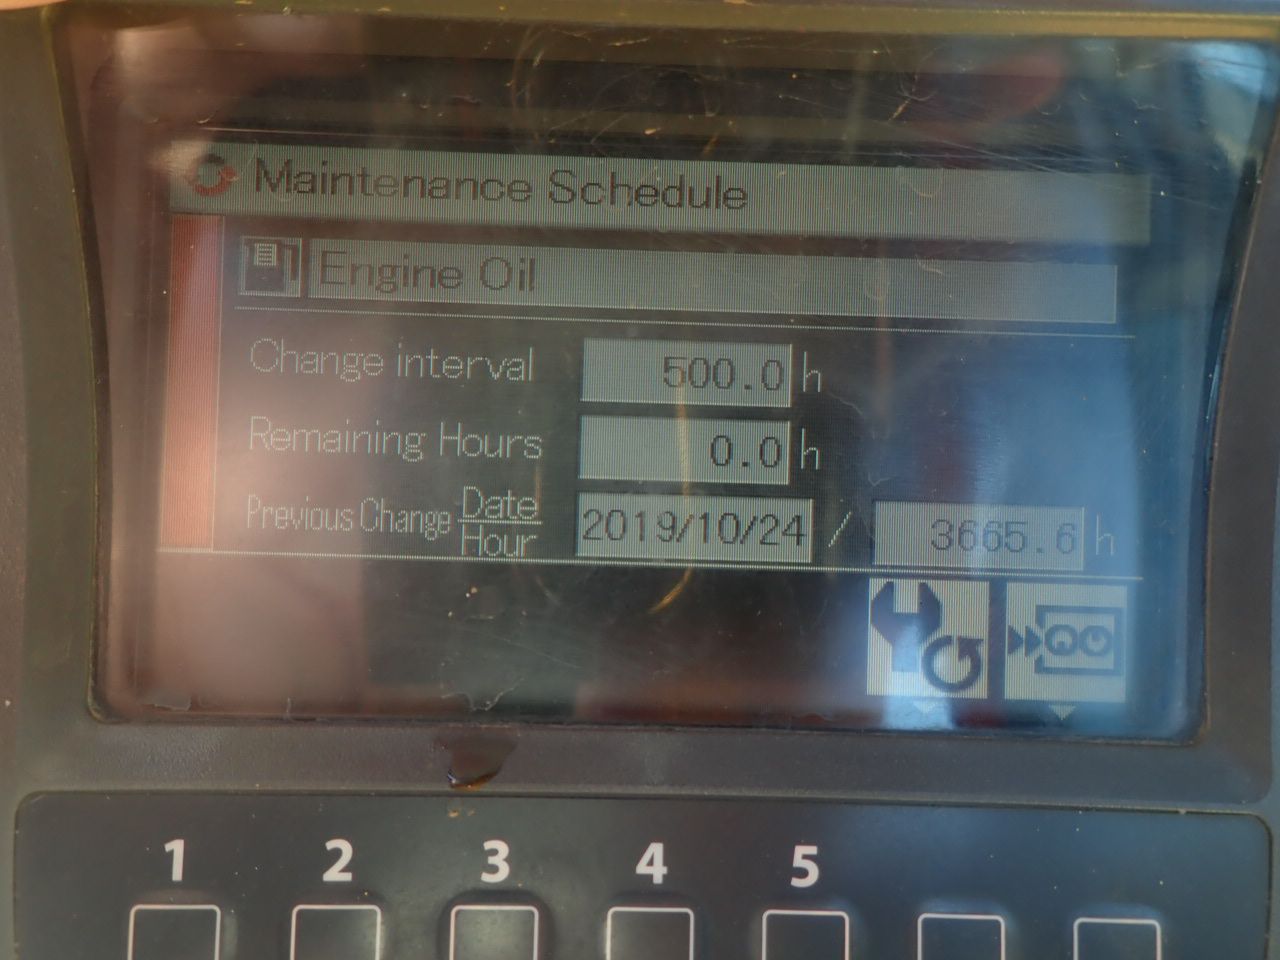 Maintenance Schedule
Engine Oil
Change interval 500.0 h
Remaining Hours 0.0 h
Previous Change Date/Hour 2019/10/24 / 3665.6 h
1 2 3 4 5